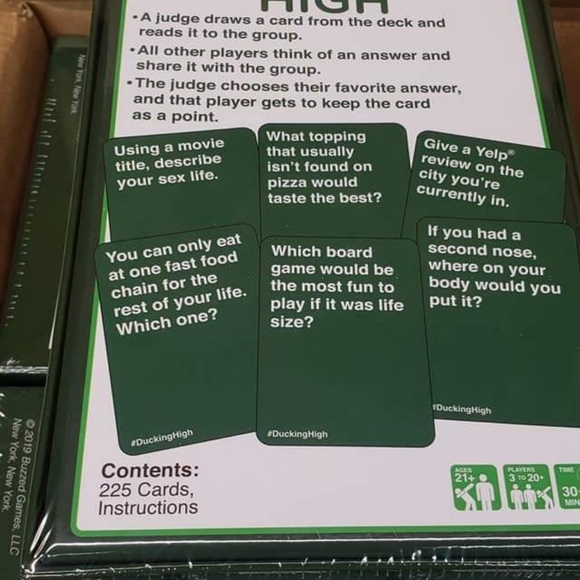 HIGH
•A judge draws a card from the deck and
reads it to the group.
•All other players think of an answer and
share it with the group.
•The judge chooses their favorite answer,
and that player gets to keep the card
as a point.
Using a movie
title, describe
your sex life.
What topping
that usually
isn't found on
pizza would
taste the best?
Give a Yelp®
review on the
city you're
currently in.
You can only eat
at one fast food
chain for the
rest of your life.
Which one?
#DuckingHigh
Which board
game would be
the most fun to
play if it was life
size?
#DuckingHigh
If you had a
second nose,
where on your
body would you
put it?
#DuckingHigh
Contents:
225 Cards,
Instructions
AGES
21+
PLAYERS
3 TO 20+
TIME
30
MIN
New York, New York
© 2019 Buzzed Games, LLC
New York, New York